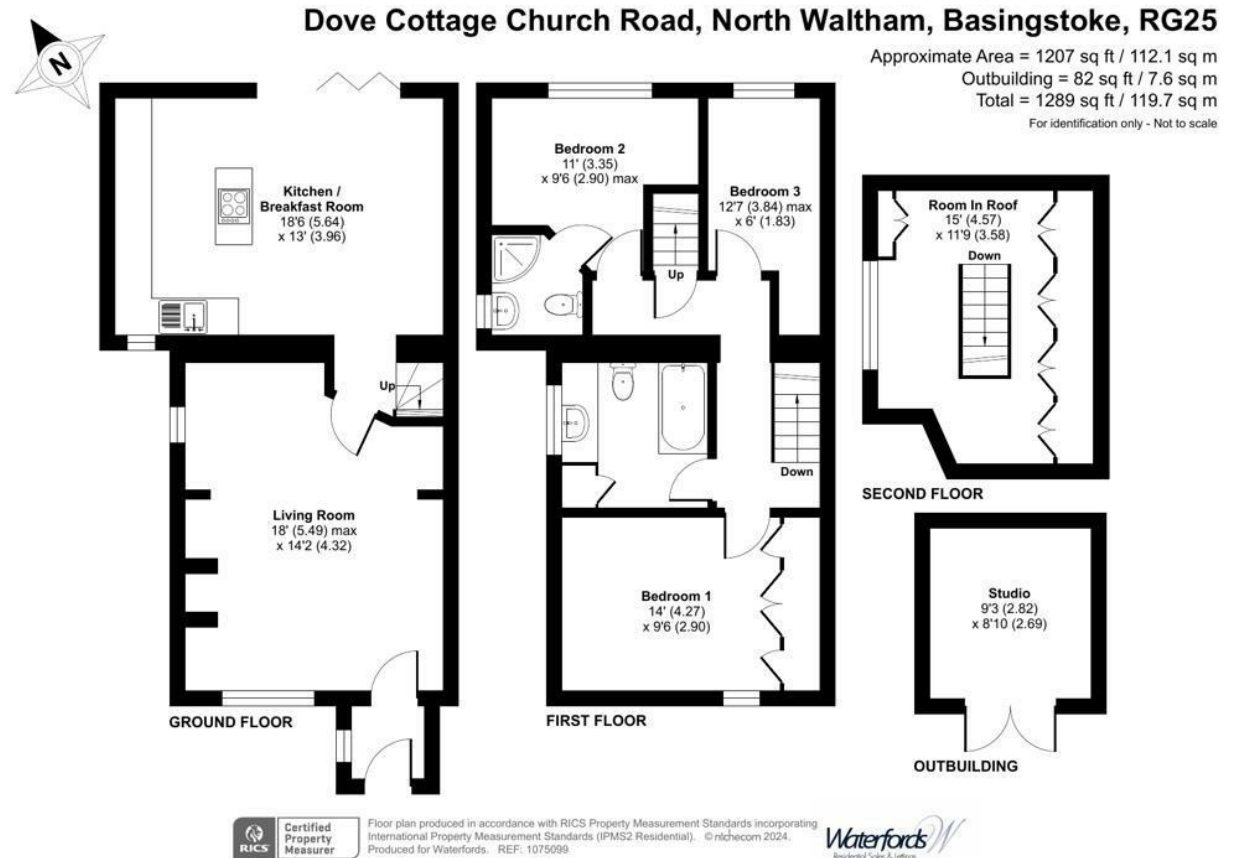 Dove Cottage Church Road, North Waltham, Basingstoke, RG25
Approximate Area = 1207 sq ft / 112.1 sq m
Outbuilding = 82 sq ft / 7.6 sq m
Total = 1289 sq ft / 119.7 sq m
For identification only - Not to scale
N
Kitchen /
Breakfast Room
18'6 (5.64)
x 13' (3.96)
Up
Living Room
18' (5.49) max
x 14'2 (4.32)
GROUND FLOOR
Bedroom 2
11' (3.35)
x 9'6 (2.90) max
Up
Bedroom 3
12'7 (3.84) max
x 6' (1.83)
Down
Bedroom 1
14' (4.27)
x 9'6 (2.90)
FIRST FLOOR
Room In Roof
15' (4.57)
x 11'9 (3.58)
Down
SECOND FLOOR
Studio
9'3 (2.82)
x 8'10 (2.69)
OUTBUILDING
RICS
Certified
Property
Measurer
Floor plan produced in accordance with RICS Property Measurement Standards incorporating
International Property Measurement Standards (IPMS2 Residential). © nichecom 2024.
Produced for Waterfords. REF: 1075099
Waterfords W
Residential Sales & Lettings